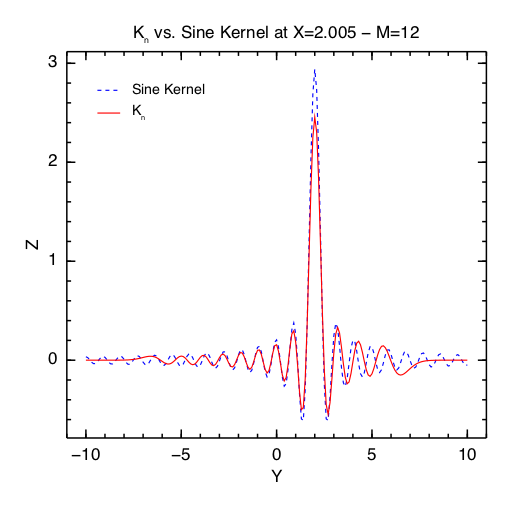 Kₙ vs. Sine Kernel at X=2.005 − M=12
Sine Kernel
Kₙ
Z
3
2
1
0
−10 −5 0 5 10
Y